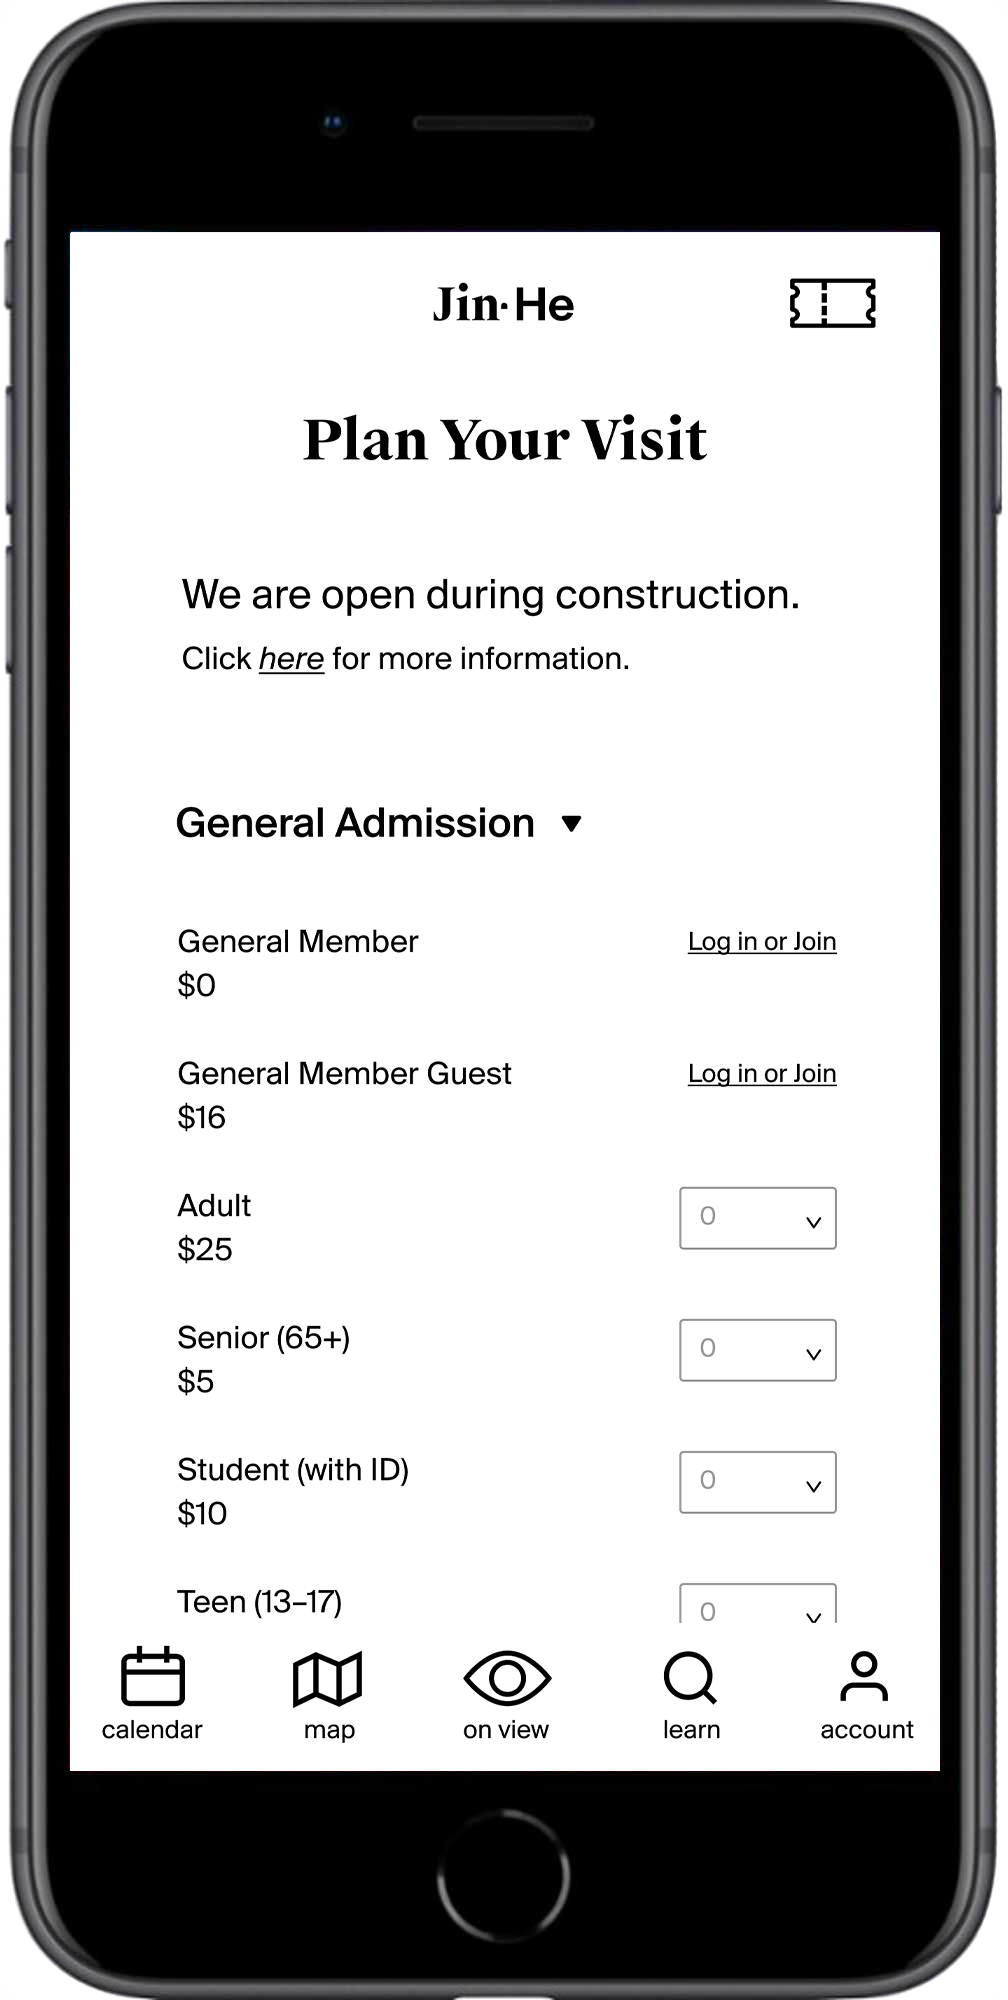 Jin·He
Plan Your Visit
We are open during construction.
Click here for more information.
General Admission
General Member
Log in or Join
$0
General Member Guest
Log in or Join
$16
Adult
0
$25
Senior (65+)
0
$5
Student (with ID)
0
$10
Teen (13–17)
0
calendar
map
on view
learn
account